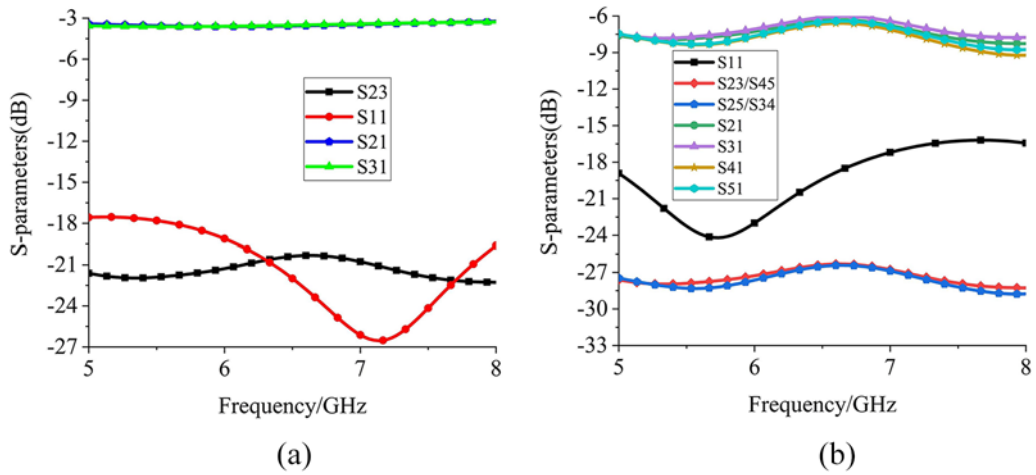 S-parameters(dB)
-3
-6
-9
-12
-15
-18
-21
-24
-27
S23
S11
S21
S31
5
6
7
8
Frequency/GHz
(a)
S-parameters(dB)
-6
-9
-12
-15
-18
-21
-24
-27
-30
-33
S11
S23/S45
S25/S34
S21
S31
S41
S51
5
6
7
8
Frequency/GHz
(b)